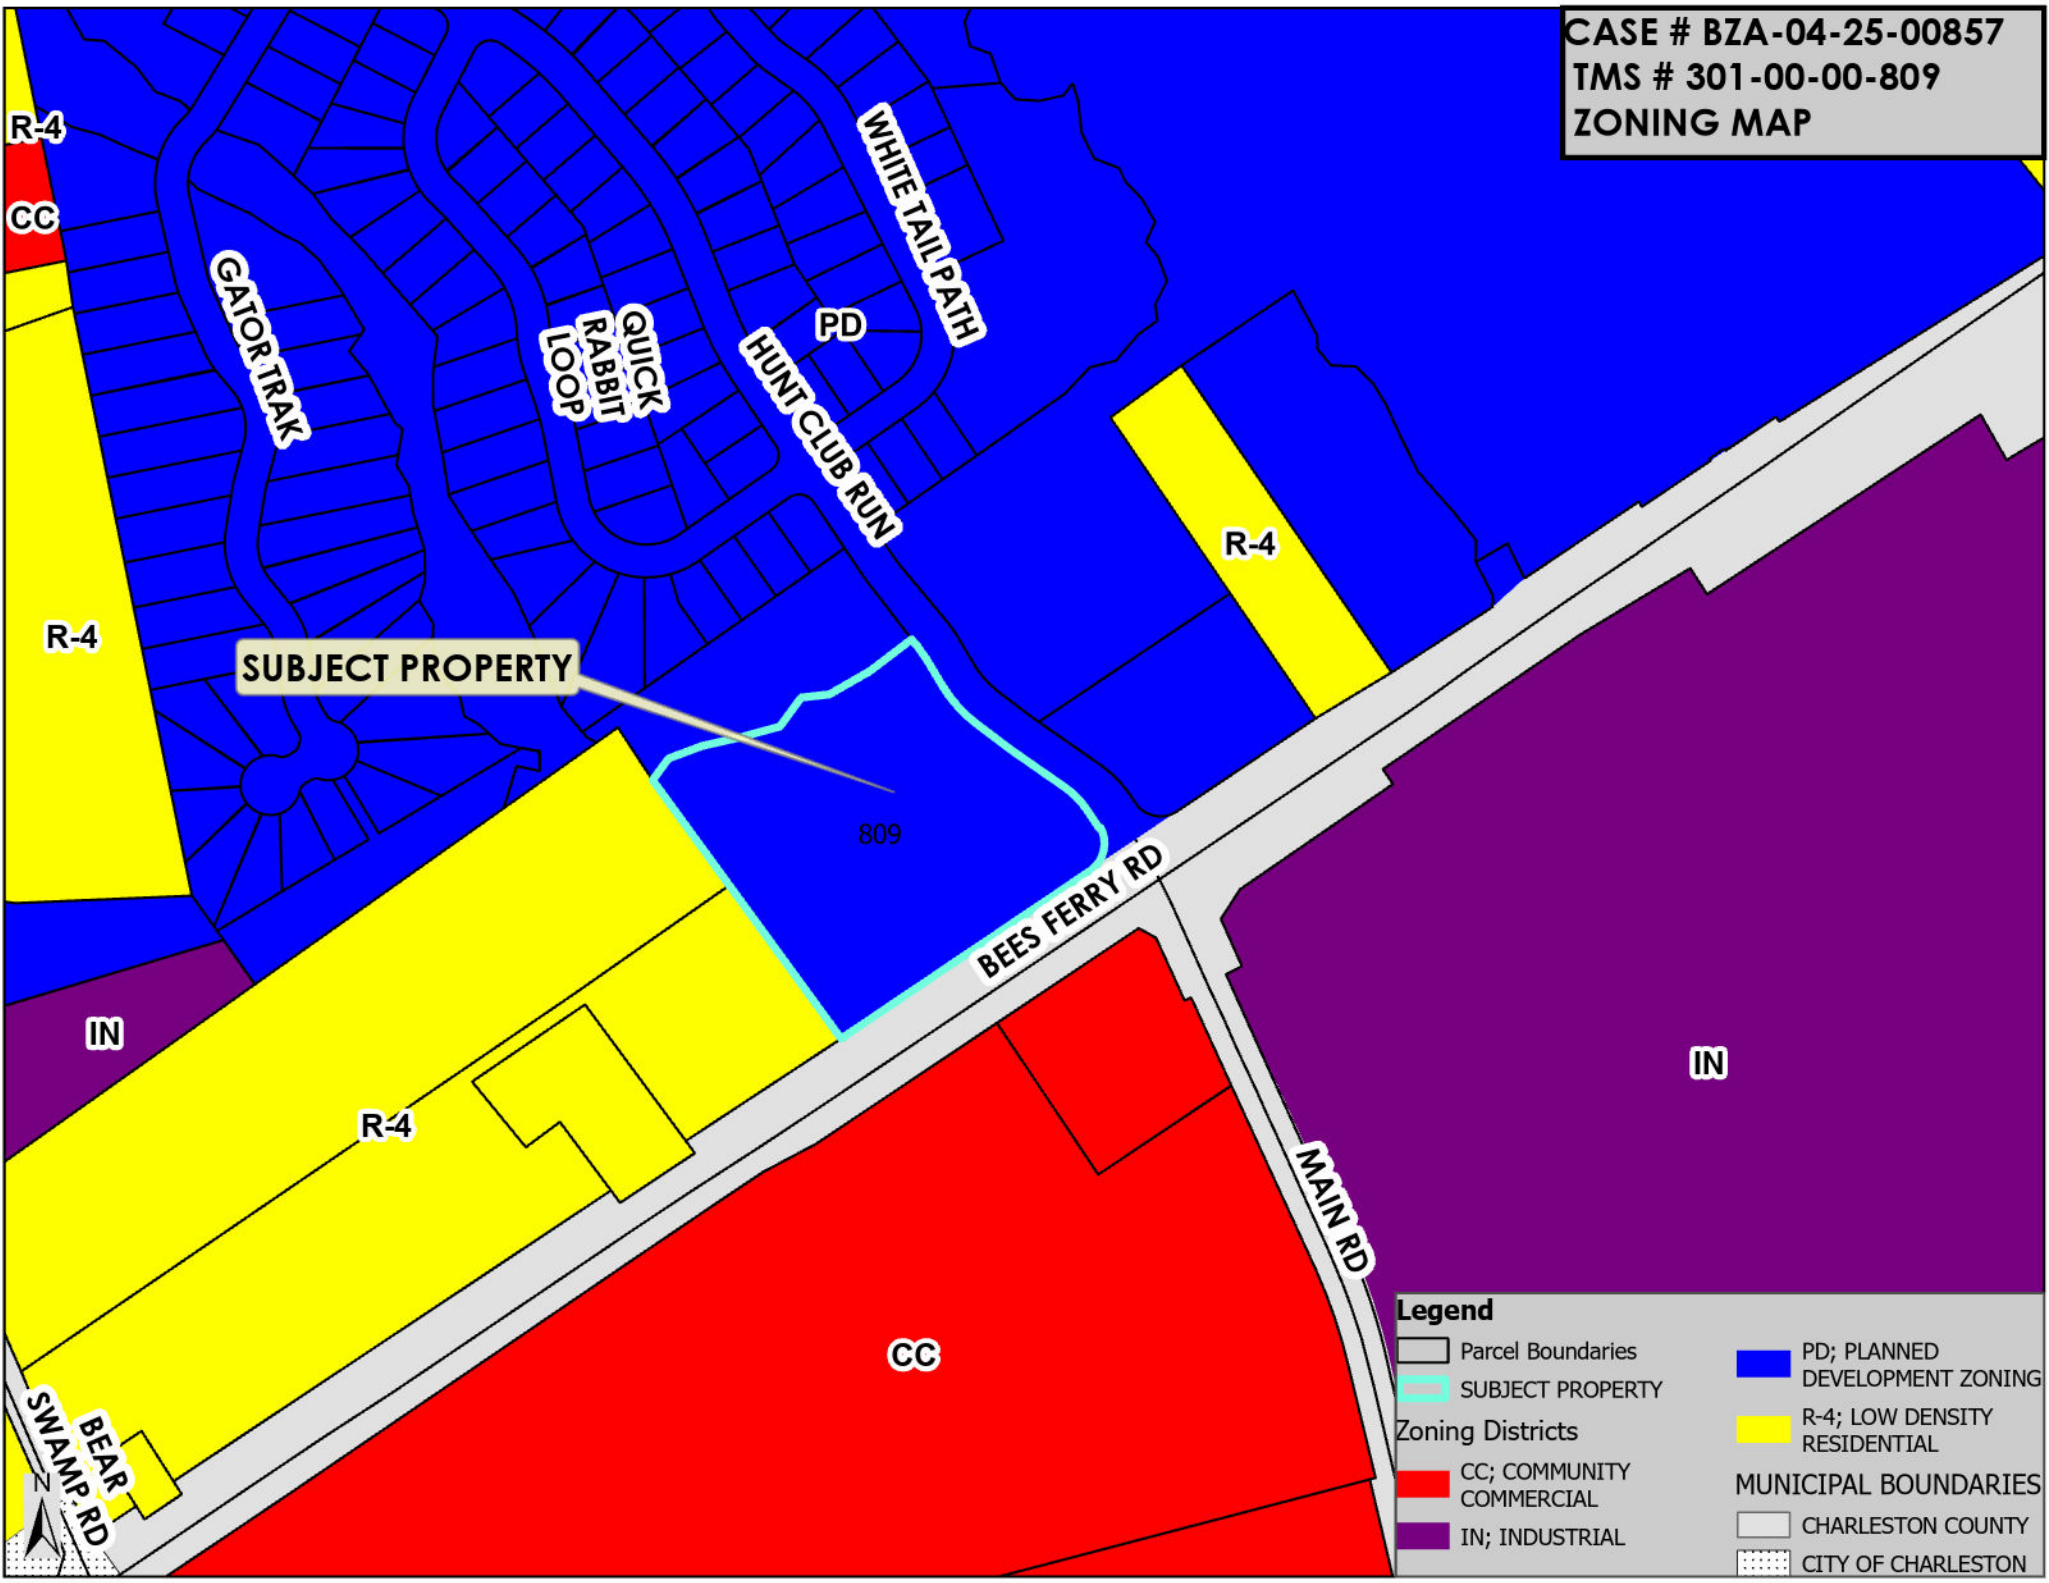 CASE # BZA-04-25-00857
TMS # 301-00-00-809
ZONING MAP
R-4
CC
WHITE TAIL PATH
GATOR TRAK
QUICK
RABBIT
LOOP
PD
HUNT CLUB RUN
R-4
R-4
SUBJECT PROPERTY
809
BEES FERRY RD
IN
IN
R-4
MAIN RD
CC
BEAR
SWAMP RD
N
Legend
Parcel Boundaries
SUBJECT PROPERTY
Zoning Districts
CC; COMMUNITY
COMMERCIAL
IN; INDUSTRIAL
PD; PLANNED
DEVELOPMENT ZONING
R-4; LOW DENSITY
RESIDENTIAL
MUNICIPAL BOUNDARIES
CHARLESTON COUNTY
CITY OF CHARLESTON